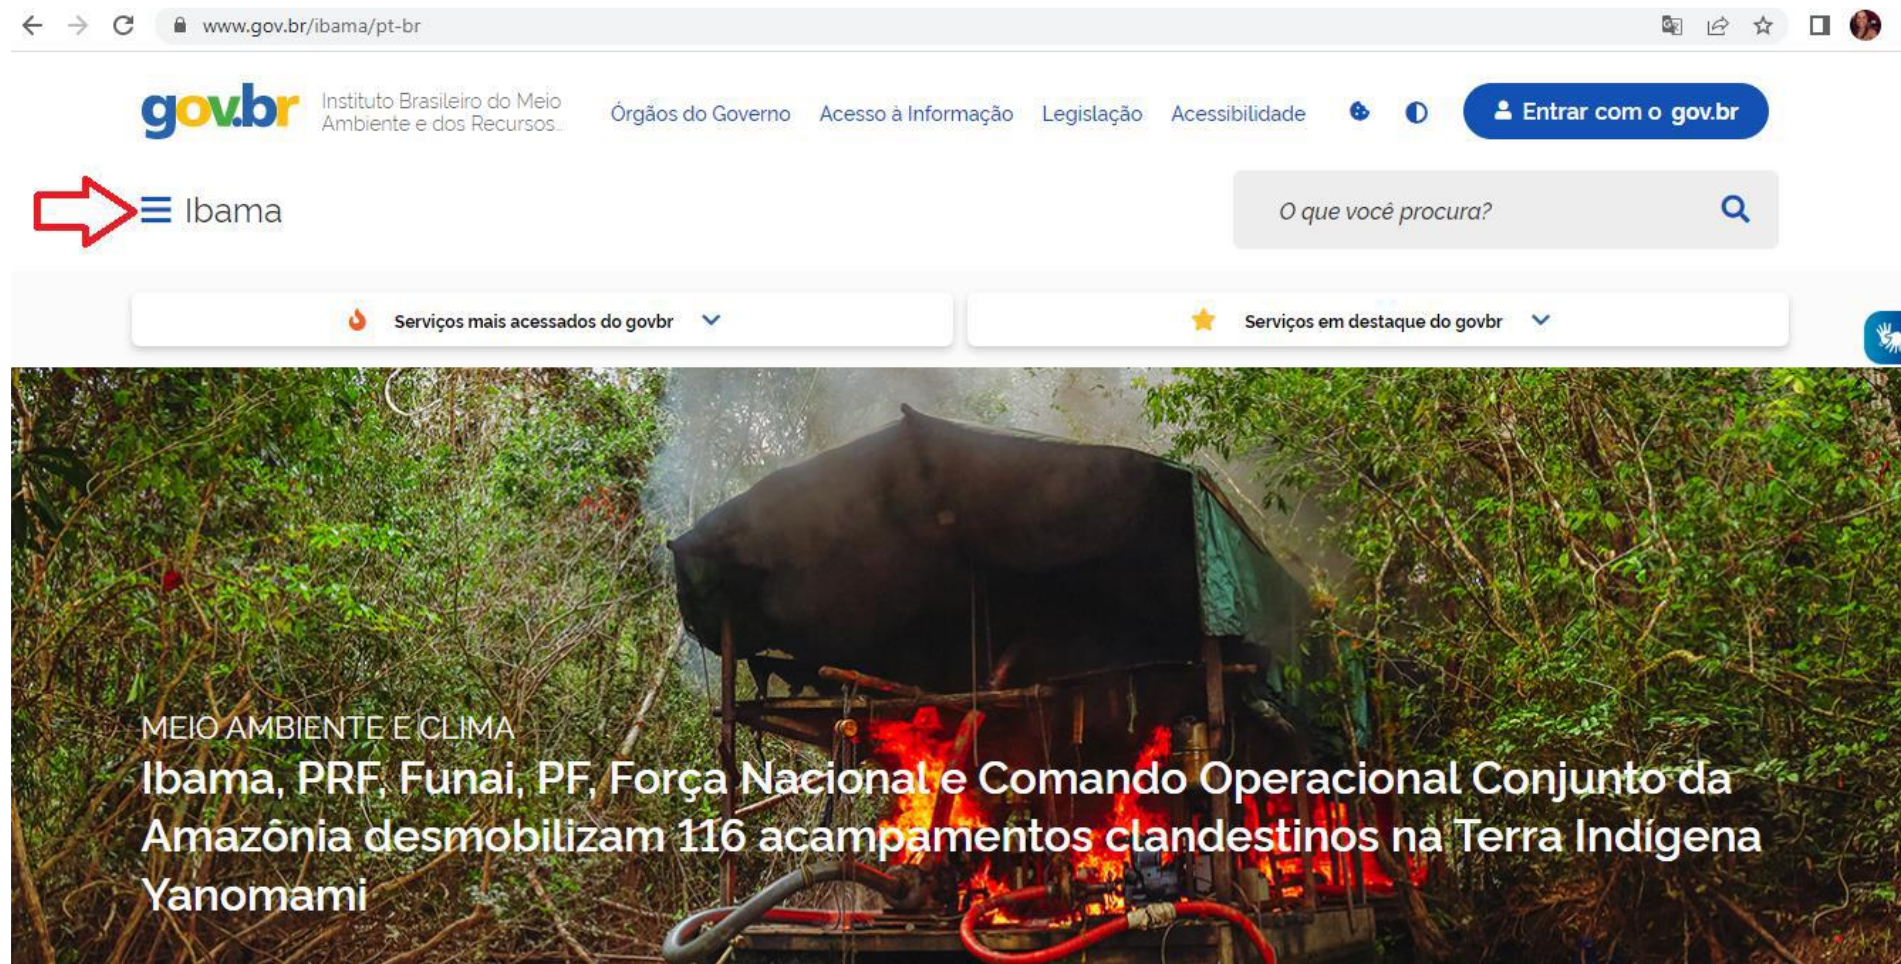 www.gov.br/ibama/pt-br
gov.br
Instituto Brasileiro do Meio
Ambiente e dos Recursos...
Órgãos do Governo Acesso à Informação Legislação Acessibilidade
Entrar com o gov.br
Ibama
O que você procura?
Serviços mais acessados do govbr
Serviços em destaque do govbr
MEIO AMBIENTE E CLIMA
Ibama, PRF, Funai, PF, Força Nacional e Comando Operacional Conjunto da
Amazônia desmobilizam 116 acampamentos clandestinos na Terra Indígena
Yanomami